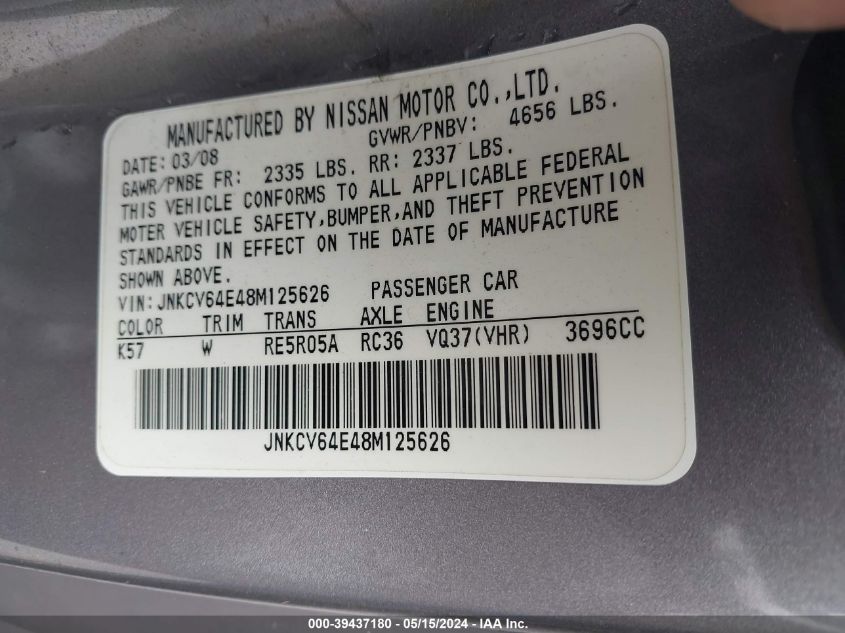 MANUFACTURED BY NISSAN MOTOR CO.,LTD.
DATE: 03/08 GVWR/PNBV: 4656 LBS.
GAWR/PNBE FR: 2335 LBS. RR: 2337 LBS.
THIS VEHICLE CONFORMS TO ALL APPLICABLE FEDERAL
MOTER VEHICLE SAFETY,BUMPER,AND THEFT PREVENTION
STANDARDS IN EFFECT ON THE DATE OF MANUFACTURE
SHOWN ABOVE.
VIN:JNKCV64E48M125626 PASSENGER CAR
COLOR TRIM TRANS AXLE ENGINE
K57 W RE5R05A RC36 VQ37(VHR) 3696CC
JNKCV64E48M125626
000-39437180 - 05/15/2024 - IAA Inc.